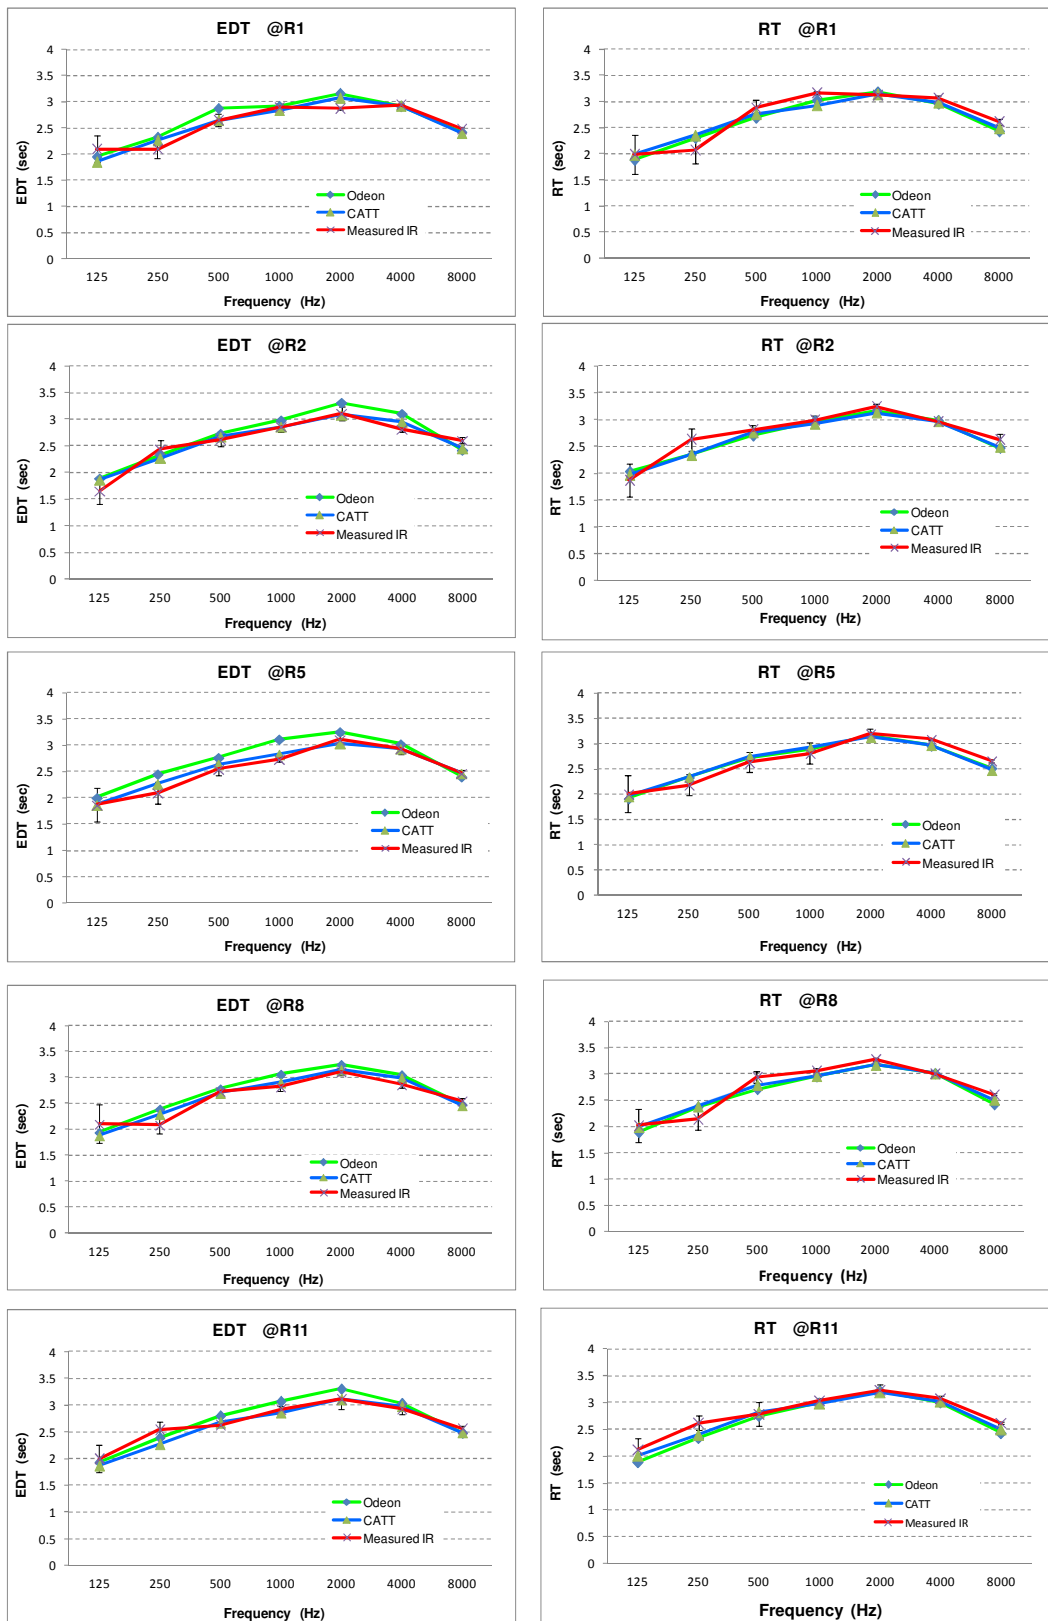 EDT @R1
4
3.5
3
2.5
2
1.5
1
0.5
0
EDT (sec)
Odeon
CATT
Measured IR
125 250 500 1000 2000 4000 8000
Frequency (Hz)
RT @R1
4
3.5
3
2.5
2
1.5
1
0.5
0
RT (sec)
Odeon
CATT
Measured IR
125 250 500 1000 2000 4000 8000
Frequency (Hz)
EDT @R2
4
3.5
3
2.5
2
1.5
1
0.5
0
EDT (sec)
Odeon
CATT
Measured IR
125 250 500 1000 2000 4000 8000
Frequency (Hz)
RT @R2
4
3.5
3
2.5
2
1.5
1
0.5
0
RT (sec)
Odeon
CATT
Measured IR
125 250 500 1000 2000 4000 8000
Frequency (Hz)
EDT @R5
4
3.5
3
2.5
2
1.5
1
0.5
0
EDT (sec)
Odeon
CATT
Measured IR
125 250 500 1000 2000 4000 8000
Frequency (Hz)
RT @R5
4
3.5
3
2.5
2
1.5
1
0.5
0
RT (sec)
Odeon
CATT
Measured IR
125 250 500 1000 2000 4000 8000
Frequency (Hz)
EDT @R8
4
3.5
3
2.5
2
1.5
1
0.5
0
EDT (sec)
Odeon
CATT
Measured IR
125 250 500 1000 2000 4000 8000
Frequency (Hz)
RT @R8
4
3.5
3
2.5
2
1.5
1
0.5
0
RT (sec)
Odeon
CATT
Measured IR
125 250 500 1000 2000 4000 8000
Frequency (Hz)
EDT @R11
4
3.5
3
2.5
2
1.5
1
0.5
0
EDT (sec)
Odeon
CATT
Measured IR
125 250 500 1000 2000 4000 8000
Frequency (Hz)
RT @R11
4
3.5
3
2.5
2
1.5
1
0.5
0
RT (sec)
Odeon
CATT
Measured IR
125 250 500 1000 2000 4000 8000
Frequency (Hz)